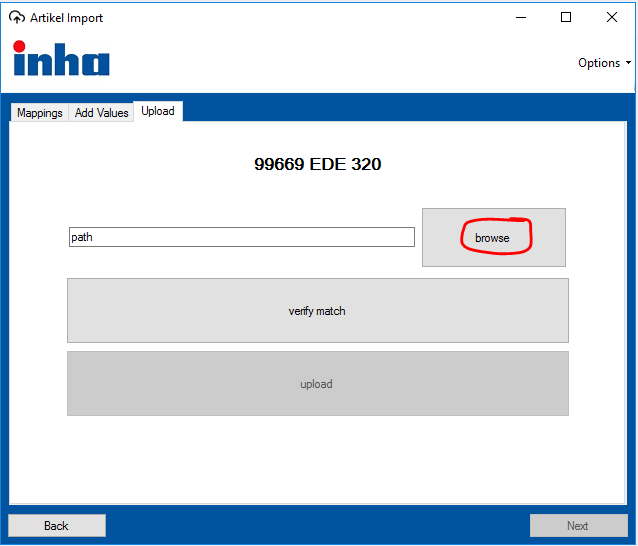 Artikel Import
inha
Options
Mappings Add Values Upload
99669 EDE 320
path browse
verify match
upload
Back Next